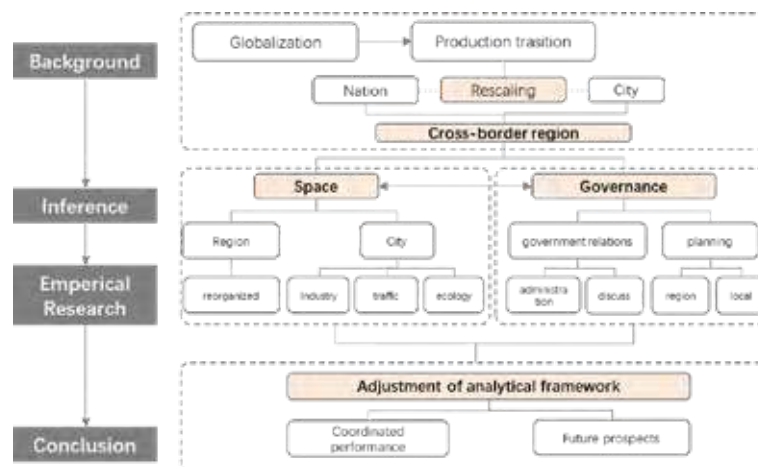 Background
Inference
Emperical
Research
Conclusion
Globalization
Production trasition
Nation
Rescaling
City
Cross-border region
Space
Governance
Region
City
government relations
planning
reorganized
Industry
traffic
ecology
administra
tion
discuss
region
local
Adjustment of analytical framework
Coordinated
performance
Future prospects